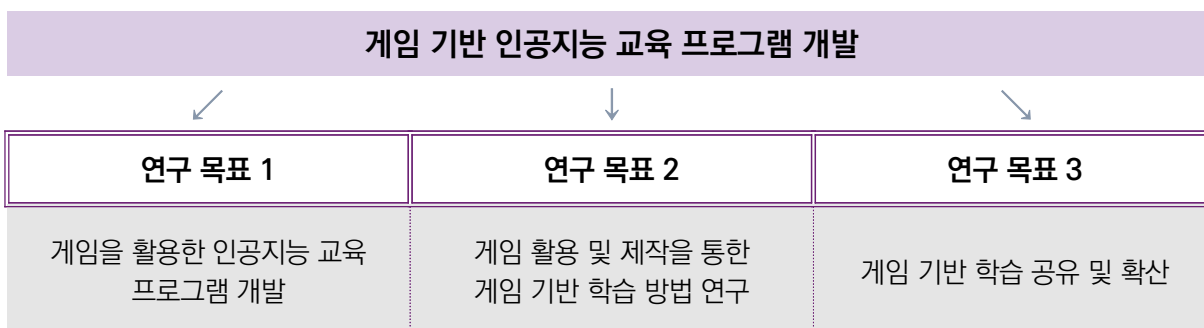 게임 기반 인공지능 교육 프로그램 개발
연구 목표 1
연구 목표 2
연구 목표 3
게임을 활용한 인공지능 교육
프로그램 개발
게임 활용 및 제작을 통한
게임 기반 학습 방법 연구
게임 기반 학습 공유 및 확산